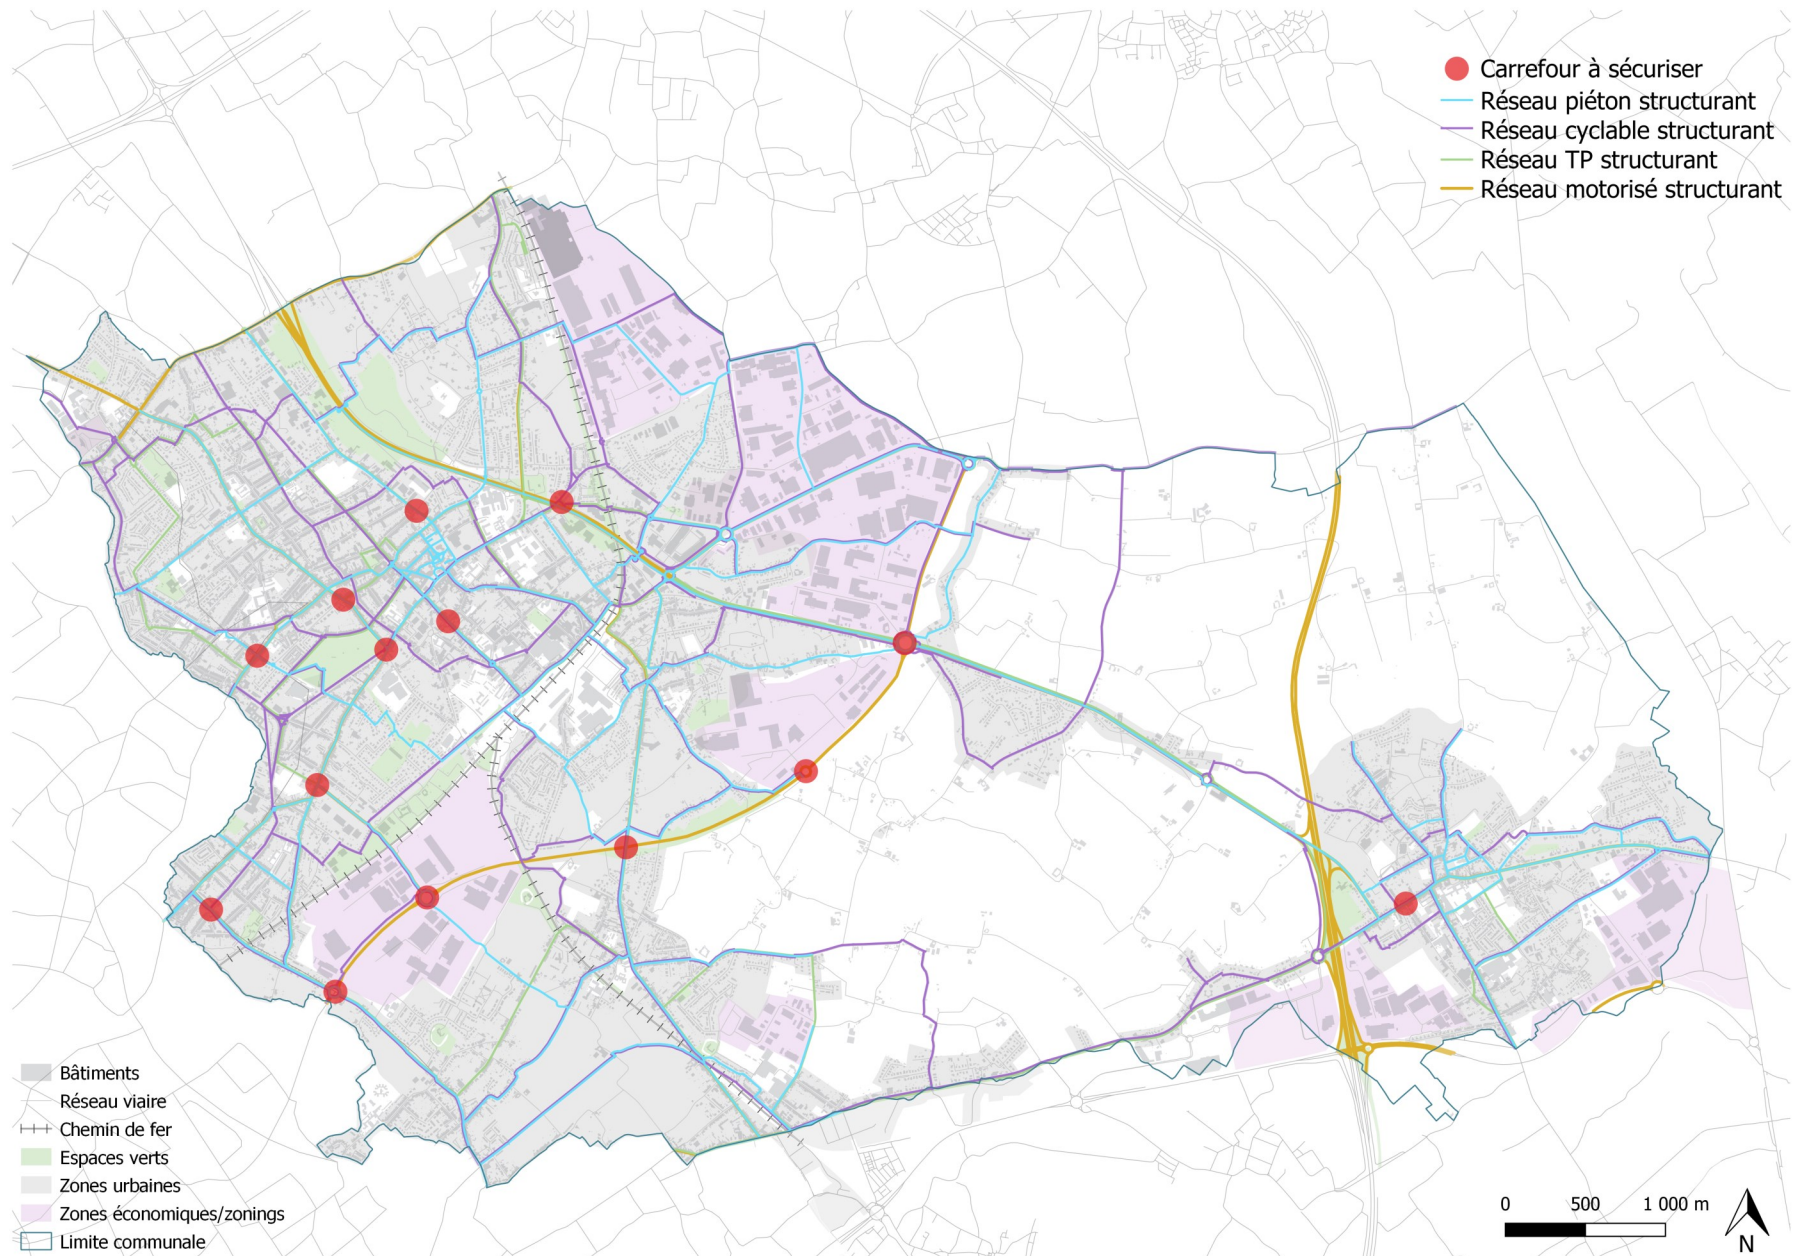 Carrefour à sécuriser
Réseau piéton structurant
Réseau cyclable structurant
Réseau TP structurant
Réseau motorisé structurant
Bâtiments
Réseau viaire
Chemin de fer
Espaces verts
Zones urbaines
Zones économiques/zonings
Limite communale
0 500 1 000 m
N